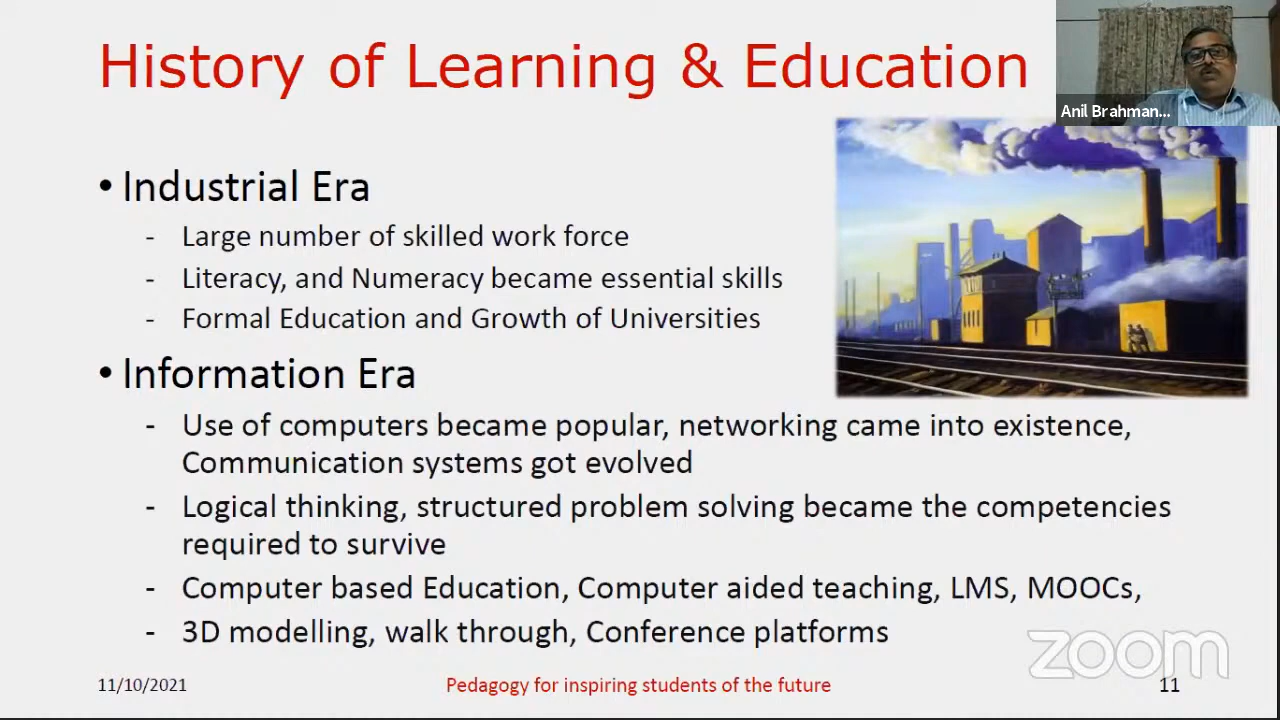 History of Learning & Education
Anil Brahman...
• Industrial Era
- Large number of skilled work force
- Literacy, and Numeracy became essential skills
- Formal Education and Growth of Universities
• Information Era
- Use of computers became popular, networking came into existence,
Communication systems got evolved
- Logical thinking, structured problem solving became the competencies
required to survive
- Computer based Education, Computer aided teaching, LMS, MOOCs,
- 3D modelling, walk through, Conference platforms
zoom
11/10/2021
Pedagogy for inspiring students of the future
11